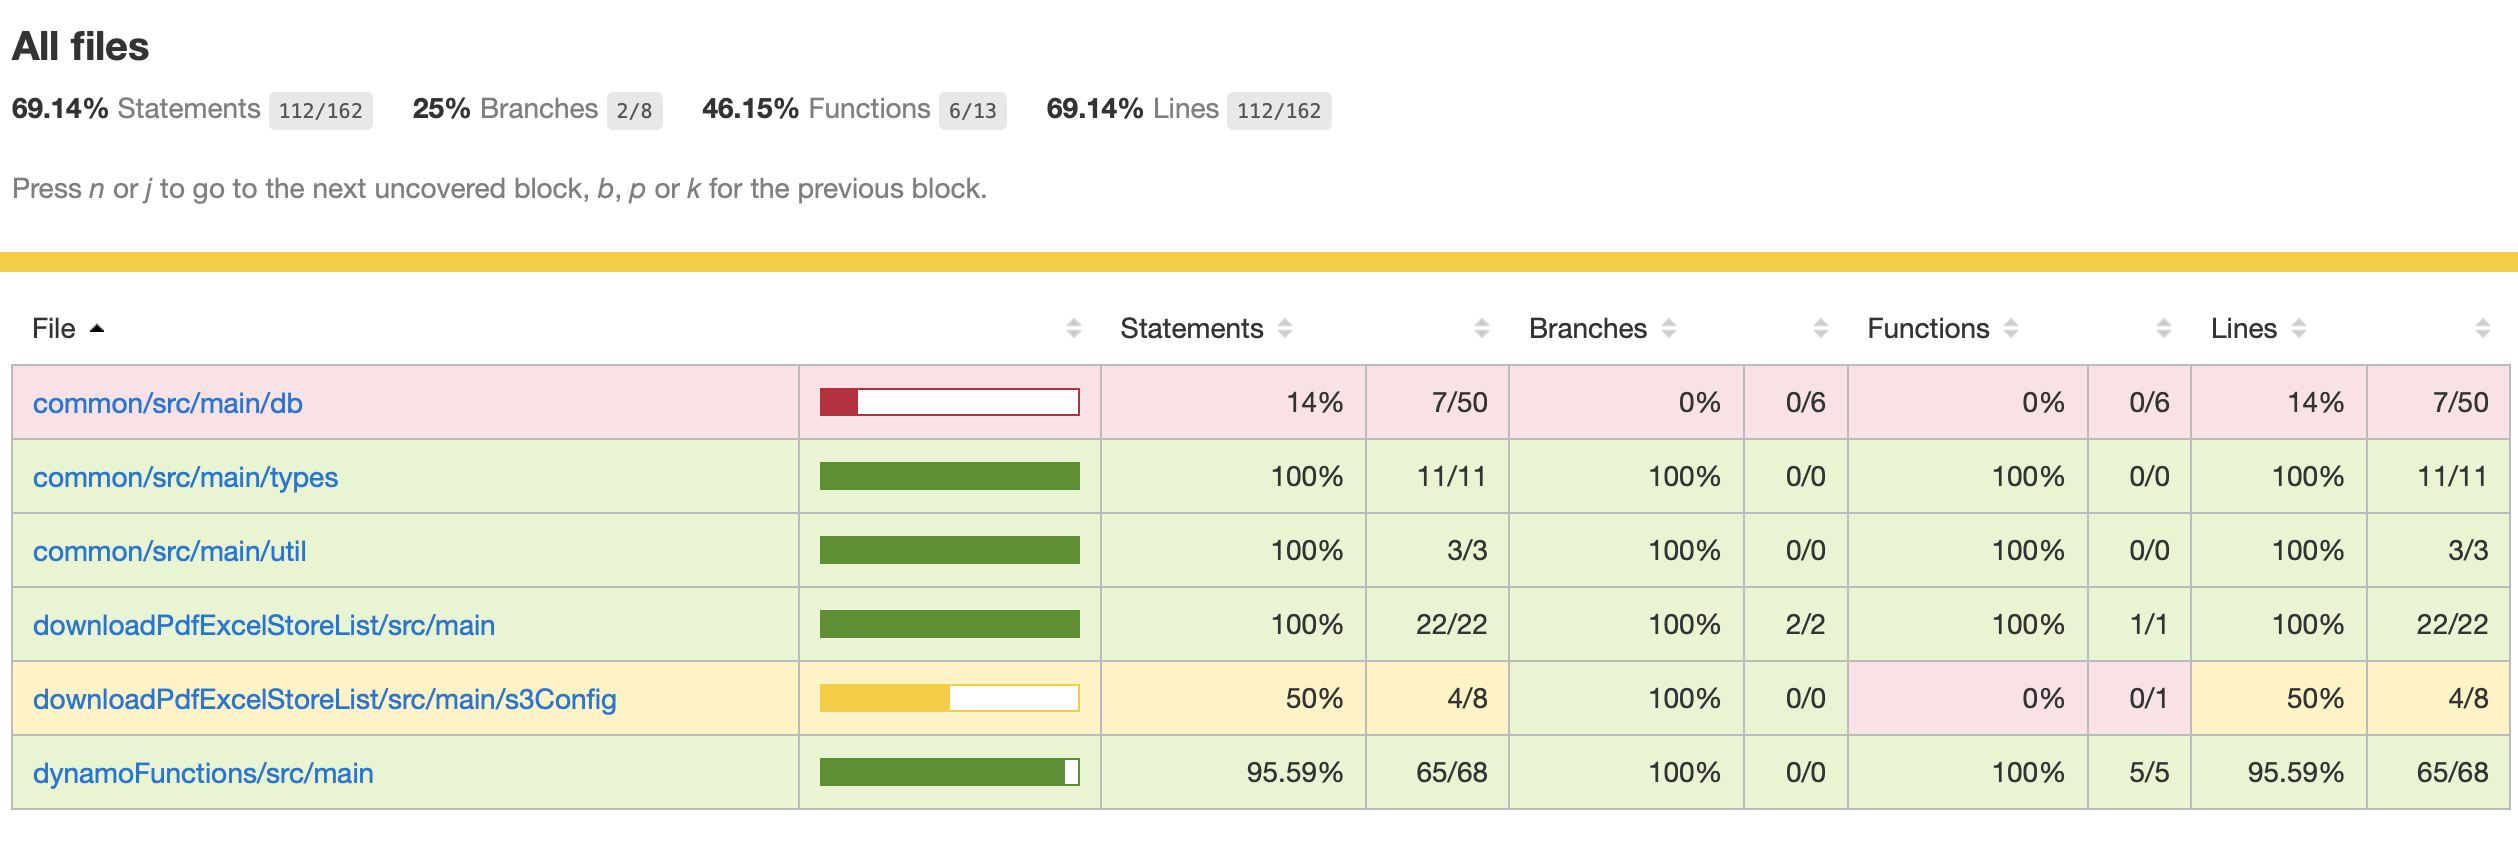 All files
69.14% Statements 112/162 25% Branches 2/8 46.15% Functions 6/13 69.14% Lines 112/162
Press n or j to go to the next uncovered block, b, p or k for the previous block.
File Statements Branches Functions Lines
common/src/main/db 14% 7/50 0% 0/6 0% 0/6 14% 7/50
common/src/main/types 100% 11/11 100% 0/0 100% 0/0 100% 11/11
common/src/main/util 100% 3/3 100% 0/0 100% 0/0 100% 3/3
downloadPdfExcelStoreList/src/main 100% 22/22 100% 2/2 100% 1/1 100% 22/22
downloadPdfExcelStoreList/src/main/s3Config 50% 4/8 100% 0/0 0% 0/1 50% 4/8
dynamoFunctions/src/main 95.59% 65/68 100% 0/0 100% 5/5 95.59% 65/68